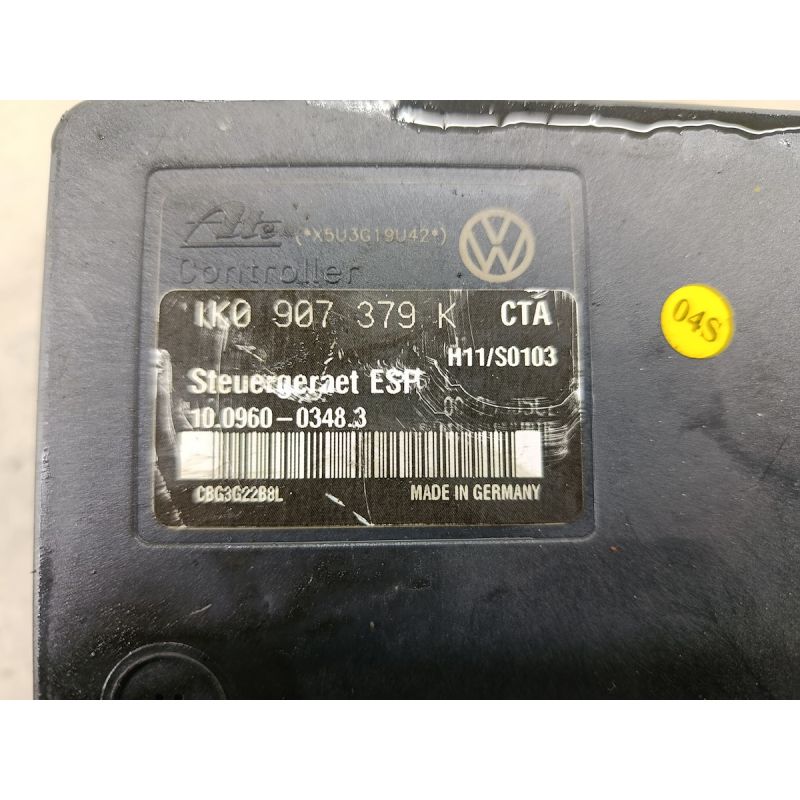 Ate (*X5U3G19U42*)
Controller
1K0 907 379 K CTA
H11/S0103
Steuergeraet ESP
10.0960-0348.3
CBG3G22B8L MADE IN GERMANY
04S